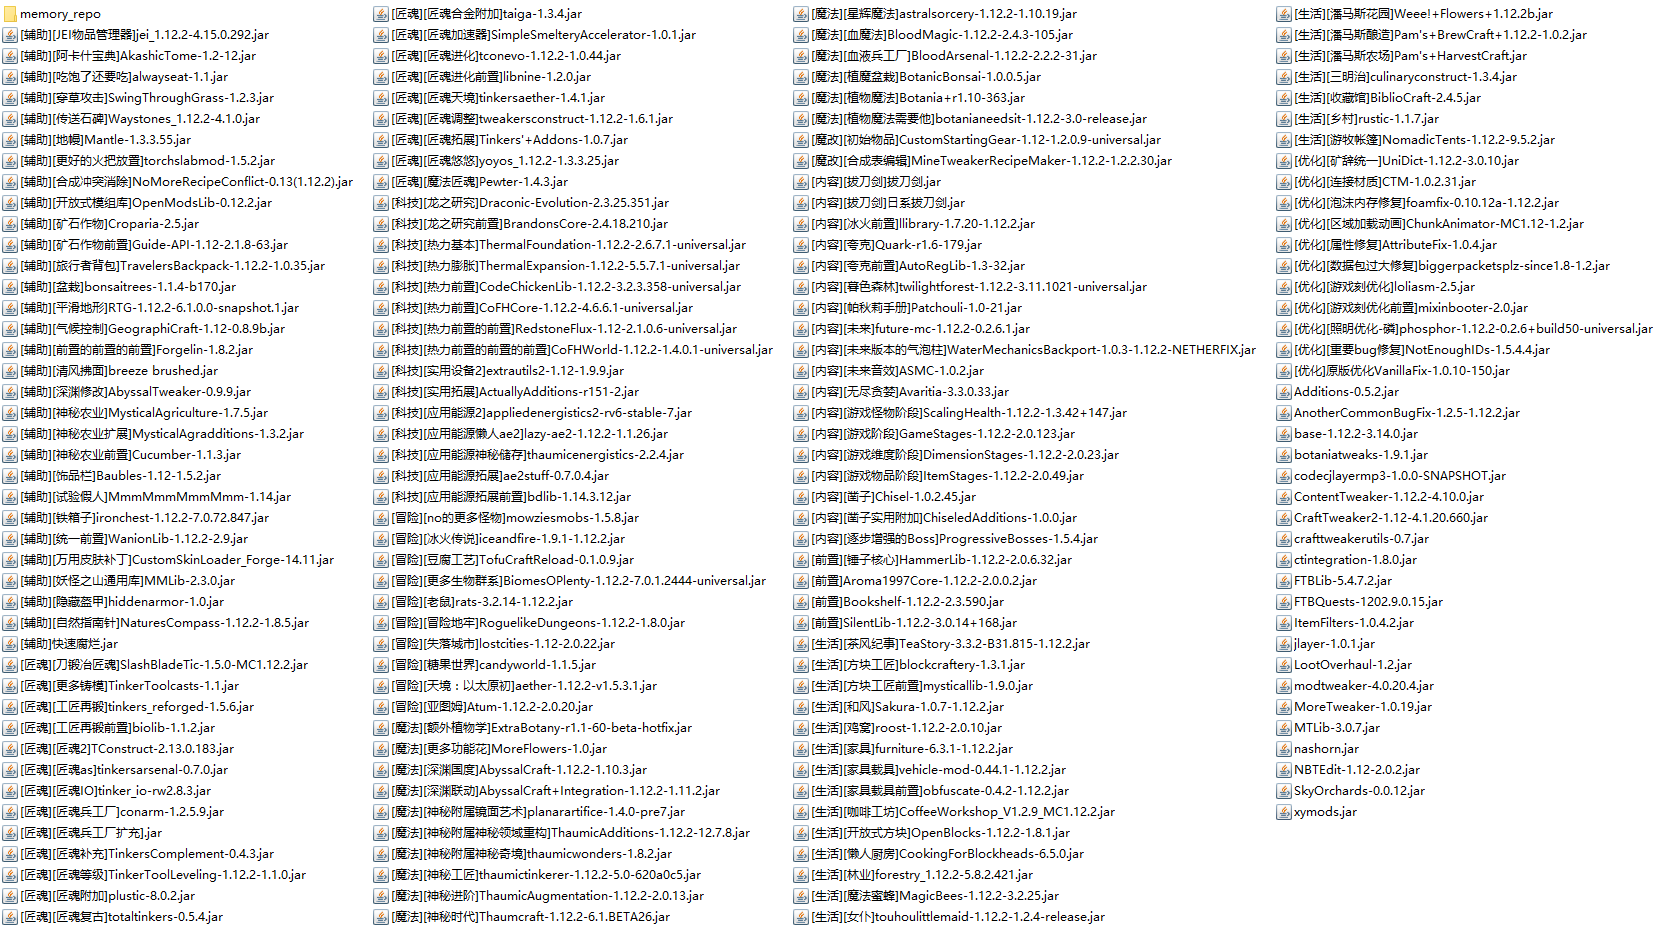 memory_repo
[辅助][JEI物品管理器]jei_1.12.2-4.15.0.292.jar
[辅助][阿卡什宝典]AkashicTome-1.2-12.jar
[辅助][吃饱了还要吃]alwayseat-1.1.jar
[辅助][穿草攻击]SwingThroughGrass-1.2.3.jar
[辅助][传送石碑]Waystones_1.12.2-4.1.0.jar
[辅助][地幔]Mantle-1.3.3.55.jar
[辅助][更好的火把放置]torchslabmod-1.5.2.jar
[辅助][合成冲突消除]NoMoreRecipeConflict-0.13(1.12.2).jar
[辅助][开放式模组库]OpenModsLib-0.12.2.jar
[辅助][矿石作物]Croparia-2.5.jar
[辅助][矿石作物前置]Guide-API-1.12-2.1.8-63.jar
[辅助][旅行者背包]TravelersBackpack-1.12.2-1.0.35.jar
[辅助][盆栽]bonsaitrees-1.1.4-b170.jar
[辅助][平滑地形]RTG-1.12.2-6.1.0.0-snapshot.1.jar
[辅助][气候控制]GeographiCraft-1.12-0.8.9b.jar
[辅助][前置的前置的前置]Forgelin-1.8.2.jar
[辅助][清风拂面]breeze brushed.jar
[辅助][深渊修改]AbyssalTweaker-0.9.9.jar
[辅助][神秘农业]MysticalAgriculture-1.7.5.jar
[辅助][神秘农业扩展]MysticalAgradditions-1.3.2.jar
[辅助][神秘农业前置]Cucumber-1.1.3.jar
[辅助][饰品栏]Baubles-1.12-1.5.2.jar
[辅助][试验假人]MmmMmmMmmMmm-1.14.jar
[辅助][铁箱子]ironchest-1.12.2-7.0.72.847.jar
[辅助][统一前置]WanionLib-1.12.2-2.9.jar
[辅助][万用皮肤补丁]CustomSkinLoader_Forge-14.11.jar
[辅助][妖怪之山通用库]MMLib-2.3.0.jar
[辅助][隐藏盔甲]hiddenarmor-1.0.jar
[辅助][自然指南针]NaturesCompass-1.12.2-1.8.5.jar
[辅助]快速腐烂.jar
[匠魂][刀锻冶匠魂]SlashBladeTic-1.5.0-MC1.12.2.jar
[匠魂][更多铸模]TinkerToolcasts-1.1.jar
[匠魂][工匠再锻]tinkers_reforged-1.5.6.jar
[匠魂][工匠再锻前置]biolib-1.1.2.jar
[匠魂][匠魂2]TConstruct-2.13.0.183.jar
[匠魂][匠魂as]tinkersarsenal-0.7.0.jar
[匠魂][匠魂IO]tinker_io-rw2.8.3.jar
[匠魂][匠魂兵工厂]conarm-1.2.5.9.jar
[匠魂][匠魂兵工厂扩充].jar
[匠魂][匠魂补充]TinkersComplement-0.4.3.jar
[匠魂][匠魂等级]TinkerToolLeveling-1.12.2-1.1.0.jar
[匠魂][匠魂附加]plustic-8.0.2.jar
[匠魂][匠魂复古]totaltinkers-0.5.4.jar
[匠魂][匠魂合金附加]taiga-1.3.4.jar
[匠魂][匠魂加速器]SimpleSmelteryAccelerator-1.0.1.jar
[匠魂][匠魂进化]tconevo-1.12.2-1.0.44.jar
[匠魂][匠魂进化前置]libnine-1.2.0.jar
[匠魂][匠魂天境]tinkersaether-1.4.1.jar
[匠魂][匠魂调整]tweakersconstruct-1.12.2-1.6.1.jar
[匠魂][匠魂拓展]Tinkers'+Addons-1.0.7.jar
[匠魂][匠魂悠悠]yoyos_1.12.2-1.3.3.25.jar
[匠魂][魔法匠魂]Pewter-1.4.3.jar
[科技][龙之研究]Draconic-Evolution-2.3.25.351.jar
[科技][龙之研究前置]BrandonsCore-2.4.18.210.jar
[科技][热力基本]ThermalFoundation-1.12.2-2.6.7.1-universal.jar
[科技][热力膨胀]ThermalExpansion-1.12.2-5.5.7.1-universal.jar
[科技][热力前置]CodeChickenLib-1.12.2-3.2.3.358-universal.jar
[科技][热力前置]CoFHCore-1.12.2-4.6.6.1-universal.jar
[科技][热力前置的前置]RedstoneFlux-1.12-2.1.0.6-universal.jar
[科技][热力前置的前置的前置]CoFHWorld-1.12.2-1.4.0.1-universal.jar
[科技][实用设备2]extrautils2-1.12-1.9.9.jar
[科技][实用拓展]ActuallyAdditions-r151-2.jar
[科技][应用能源2]appliedenergistics2-rv6-stable-7.jar
[科技][应用能源懒人ae2]lazy-ae2-1.12.2-1.1.26.jar
[科技][应用能源神秘储存]thaumicenergistics-2.2.4.jar
[科技][应用能源拓展]ae2stuff-0.7.0.4.jar
[科技][应用能源拓展前置]bdlib-1.14.3.12.jar
[冒险][no的更多怪物]mowziesmobs-1.5.8.jar
[冒险][冰火传说]iceandfire-1.9.1-1.12.2.jar
[冒险][豆腐工艺]TofuCraftReload-0.1.0.9.jar
[冒险][更多生物群系]BiomesOPlenty-1.12.2-7.0.1.2444-universal.jar
[冒险][老鼠]rats-3.2.14-1.12.2.jar
[冒险][冒险地牢]RoguelikeDungeons-1.12.2-1.8.0.jar
[冒险][失落城市]lostcities-1.12-2.0.22.jar
[冒险][糖果世界]candyworld-1.1.5.jar
[冒险][天境：以太原初]aether-1.12.2-v1.5.3.1.jar
[冒险][亚图姆]Atum-1.12.2-2.0.20.jar
[魔法][额外植物学]ExtraBotany-r1.1-60-beta-hotfix.jar
[魔法][更多功能花]MoreFlowers-1.0.jar
[魔法][深渊国度]AbyssalCraft-1.12.2-1.10.3.jar
[魔法][深渊联动]AbyssalCraft+Integration-1.12.2-1.11.2.jar
[魔法][神秘附属镜面艺术]planarartifice-1.4.0-pre7.jar
[魔法][神秘附属神秘领域重构]ThaumicAdditions-1.12.2-12.7.8.jar
[魔法][神秘附属神秘奇境]thaumicwonders-1.8.2.jar
[魔法][神秘工匠]thaumictinkerer-1.12.2-5.0-620a0c5.jar
[魔法][神秘进阶]ThaumicAugmentation-1.12.2-2.0.13.jar
[魔法][神秘时代]Thaumcraft-1.12.2-6.1.BETA26.jar
[魔法][星辉魔法]astralsorcery-1.12.2-1.10.19.jar
[魔法][血魔法]BloodMagic-1.12.2-2.4.3-105.jar
[魔法][血液兵工厂]BloodArsenal-1.12.2-2.2.2-31.jar
[魔法][植魔盆栽]BotanicBonsai-1.0.0.5.jar
[魔法][植物魔法]Botania+r1.10-363.jar
[魔法][植物魔法需要他]botanianeedsit-1.12.2-3.0-release.jar
[魔改][初始物品]CustomStartingGear-1.12-1.2.0.9-universal.jar
[魔改][合成表编辑]MineTweakerRecipeMaker-1.12.2-1.2.2.30.jar
[内容][拔刀剑]拔刀剑.jar
[内容][拔刀剑]日系拔刀剑.jar
[内容][冰火前置]llibrary-1.7.20-1.12.2.jar
[内容][夸克]Quark-r1.6-179.jar
[内容][夸克前置]AutoRegLib-1.3-32.jar
[内容][暮色森林]twilightforest-1.12.2-3.11.1021-universal.jar
[内容][帕秋莉手册]Patchouli-1.0-21.jar
[内容][未来]future-mc-1.12.2-0.2.6.1.jar
[内容][未来版本的气泡柱]WaterMechanicsBackport-1.0.3-1.12.2-NETHERFIX.jar
[内容][未来音效]ASMC-1.0.2.jar
[内容][无尽贪婪]Avaritia-3.3.0.33.jar
[内容][游戏怪物阶段]ScalingHealth-1.12.2-1.3.42+147.jar
[内容][游戏阶段]GameStages-1.12.2-2.0.123.jar
[内容][游戏维度阶段]DimensionStages-1.12.2-2.0.23.jar
[内容][游戏物品阶段]ItemStages-1.12.2-2.0.49.jar
[内容][凿子]Chisel-1.0.2.45.jar
[内容][凿子实用附加]ChiseledAdditions-1.0.0.jar
[内容][逐步增强的Boss]ProgressiveBosses-1.5.4.jar
[前置][锤子核心]HammerLib-1.12.2-2.0.6.32.jar
[前置]Aroma1997Core-1.12.2-2.0.0.2.jar
[前置]Bookshelf-1.12.2-2.3.590.jar
[前置]SilentLib-1.12.2-3.0.14+168.jar
[生活][茶风纪事]TeaStory-3.3.2-B31.815-1.12.2.jar
[生活][方块工匠]blockcraftery-1.3.1.jar
[生活][方块工匠前置]mysticallib-1.9.0.jar
[生活][和风]Sakura-1.0.7-1.12.2.jar
[生活][鸡窝]roost-1.12.2-2.0.10.jar
[生活][家具]furniture-6.3.1-1.12.2.jar
[生活][家具载具]vehicle-mod-0.44.1-1.12.2.jar
[生活][家具载具前置]obfuscate-0.4.2-1.12.2.jar
[生活][咖啡工坊]CoffeeWorkshop_V1.2.9_MC1.12.2.jar
[生活][开放式方块]OpenBlocks-1.12.2-1.8.1.jar
[生活][懒人厨房]CookingForBlockheads-6.5.0.jar
[生活][林业]forestry_1.12.2-5.8.2.421.jar
[生活][魔法蜜蜂]MagicBees-1.12.2-3.2.25.jar
[生活][女仆]touhoulittlemaid-1.12.2-1.2.4-release.jar
[生活][潘马斯花园]Weee!+Flowers+1.12.2b.jar
[生活][潘马斯酿造]Pam's+BrewCraft+1.12.2-1.0.2.jar
[生活][潘马斯农场]Pam's+HarvestCraft.jar
[生活][三明治]culinaryconstruct-1.3.4.jar
[生活][收藏馆]BiblioCraft-2.4.5.jar
[生活][乡村]rustic-1.1.7.jar
[生活][游牧帐篷]NomadicTents-1.12.2-9.5.2.jar
[优化][矿辞统一]UniDict-1.12.2-3.0.10.jar
[优化][连接材质]CTM-1.0.2.31.jar
[优化][泡沫内存修复]foamfix-0.10.12a-1.12.2.jar
[优化][区域加载动画]ChunkAnimator-MC1.12-1.2.jar
[优化][属性修复]AttributeFix-1.0.4.jar
[优化][数据包过大修复]biggerpacketsplz-since1.8-1.2.jar
[优化][游戏刻优化]loliasm-2.5.jar
[优化][游戏刻优化前置]mixinbooter-2.0.jar
[优化][照明优化-磷]phosphor-1.12.2-0.2.6+build50-universal.jar
[优化][重要bug修复]NotEnoughIDs-1.5.4.4.jar
[优化]原版优化VanillaFix-1.0.10-150.jar
Additions-0.5.2.jar
AnotherCommonBugFix-1.2.5-1.12.2.jar
base-1.12.2-3.14.0.jar
botaniatweaks-1.9.1.jar
codecjlayermp3-1.0.0-SNAPSHOT.jar
ContentTweaker-1.12.2-4.10.0.jar
CraftTweaker2-1.12-4.1.20.660.jar
crafttweakerutils-0.7.jar
ctintegration-1.8.0.jar
FTBLib-5.4.7.2.jar
FTBQuests-1202.9.0.15.jar
ItemFilters-1.0.4.2.jar
jlayer-1.0.1.jar
LootOverhaul-1.2.jar
modtweaker-4.0.20.4.jar
MoreTweaker-1.0.19.jar
MTLib-3.0.7.jar
nashorn.jar
NBTEdit-1.12-2.0.2.jar
SkyOrchards-0.0.12.jar
xymods.jar